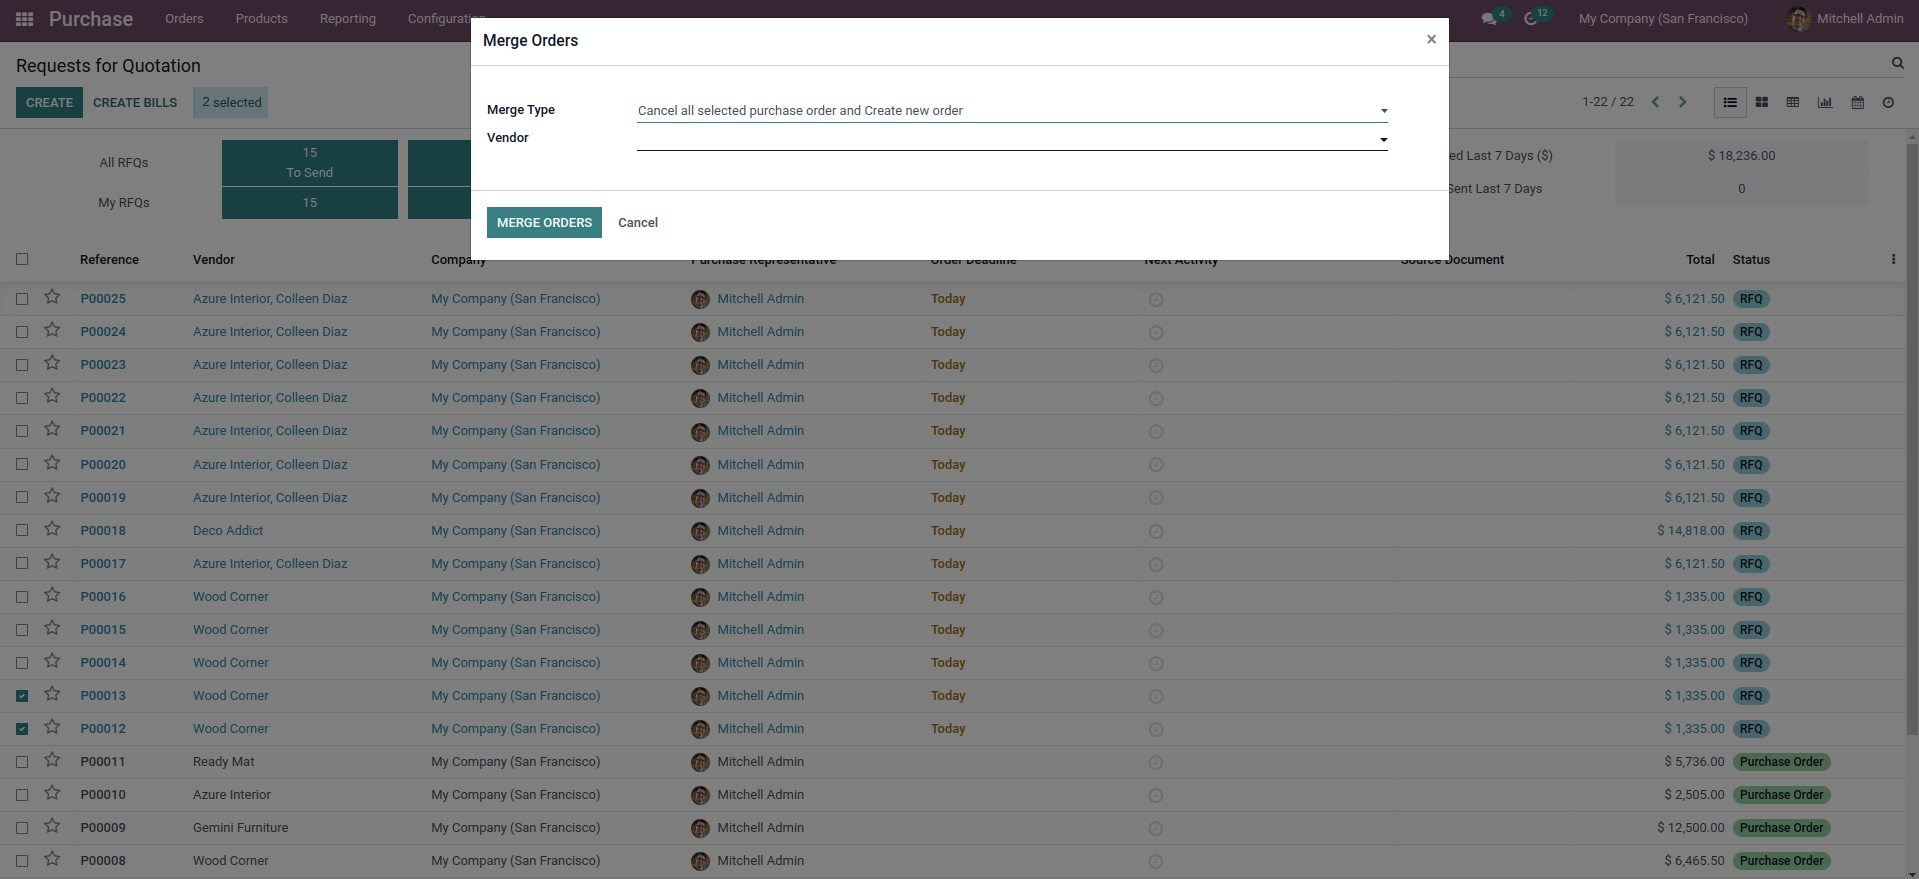 Purchase Orders Products Reporting Configuration 4 12 My Company (San Francisco) Mitchell Admin
Merge Orders ×
Requests for Quotation
CREATE CREATE BILLS 2 selected 1-22 / 22
Merge Type Cancel all selected purchase order and Create new order
Vendor
MERGE ORDERS Cancel
All RFQs 15 To Send Last 7 Days ($) $ 18,236.00
My RFQs 15 Sent Last 7 Days 0
Reference Vendor Company Purchase Representative Order Deadline Next Activity Source Document Total Status
P00025 Azure Interior, Colleen Diaz My Company (San Francisco) Mitchell Admin Today $ 6,121.50 RFQ
P00024 Azure Interior, Colleen Diaz My Company (San Francisco) Mitchell Admin Today $ 6,121.50 RFQ
P00023 Azure Interior, Colleen Diaz My Company (San Francisco) Mitchell Admin Today $ 6,121.50 RFQ
P00022 Azure Interior, Colleen Diaz My Company (San Francisco) Mitchell Admin Today $ 6,121.50 RFQ
P00021 Azure Interior, Colleen Diaz My Company (San Francisco) Mitchell Admin Today $ 6,121.50 RFQ
P00020 Azure Interior, Colleen Diaz My Company (San Francisco) Mitchell Admin Today $ 6,121.50 RFQ
P00019 Azure Interior, Colleen Diaz My Company (San Francisco) Mitchell Admin Today $ 6,121.50 RFQ
P00018 Deco Addict My Company (San Francisco) Mitchell Admin Today $ 14,818.00 RFQ
P00017 Azure Interior, Colleen Diaz My Company (San Francisco) Mitchell Admin Today $ 6,121.50 RFQ
P00016 Wood Corner My Company (San Francisco) Mitchell Admin Today $ 1,335.00 RFQ
P00015 Wood Corner My Company (San Francisco) Mitchell Admin Today $ 1,335.00 RFQ
P00014 Wood Corner My Company (San Francisco) Mitchell Admin Today $ 1,335.00 RFQ
P00013 Wood Corner My Company (San Francisco) Mitchell Admin Today $ 1,335.00 RFQ
P00012 Wood Corner My Company (San Francisco) Mitchell Admin Today $ 1,335.00 RFQ
P00011 Ready Mat My Company (San Francisco) Mitchell Admin $ 5,736.00 Purchase Order
P00010 Azure Interior My Company (San Francisco) Mitchell Admin $ 2,505.00 Purchase Order
P00009 Gemini Furniture My Company (San Francisco) Mitchell Admin $ 12,500.00 Purchase Order
P00008 Wood Corner My Company (San Francisco) Mitchell Admin $ 6,465.50 Purchase Order